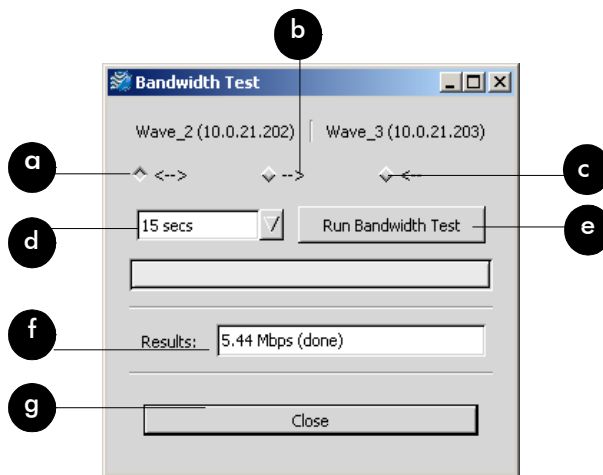 b
Bandwidth Test
Wave_2 (10.0.21.202) Wave_3 (10.0.21.203)
a <--> --> <-- c
d 15 secs Run Bandwidth Test e
f Results: 5.44 Mbps (done)
g Close